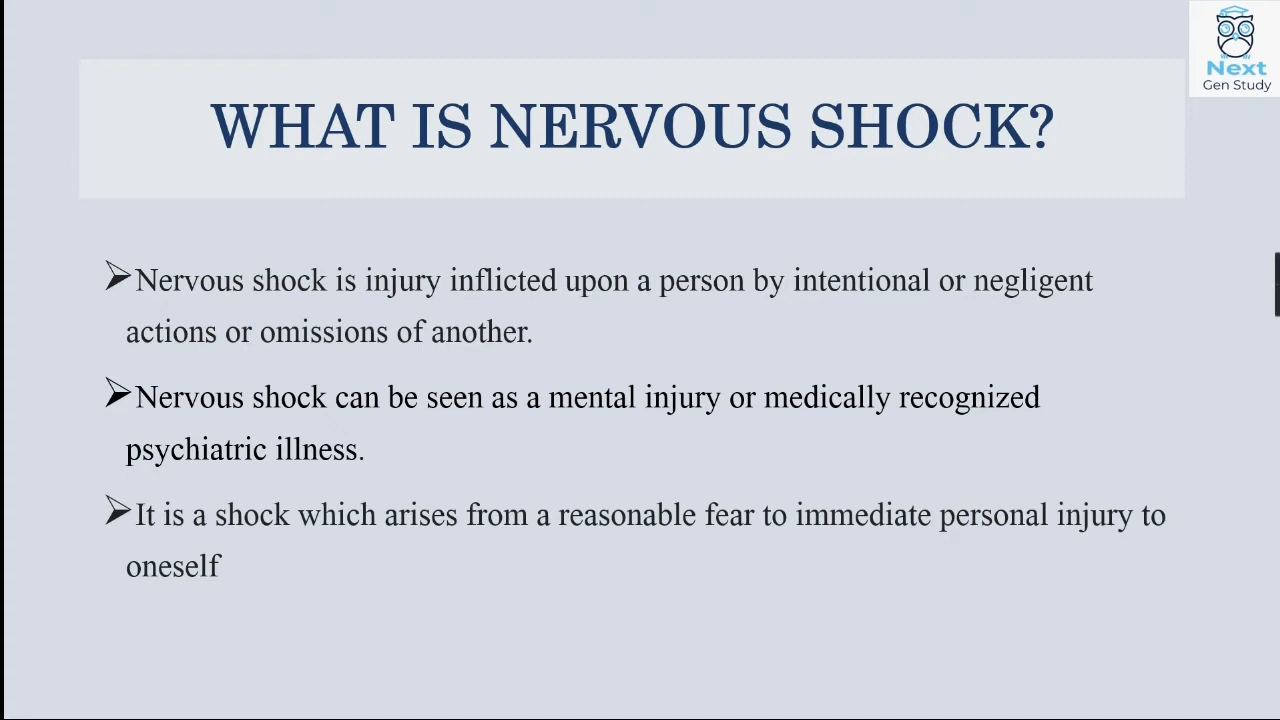 Next
Gen Study
WHAT IS NERVOUS SHOCK?
➢Nervous shock is injury inflicted upon a person by intentional or negligent
actions or omissions of another.
➢Nervous shock can be seen as a mental injury or medically recognized
psychiatric illness.
➢It is a shock which arises from a reasonable fear to immediate personal injury to
oneself